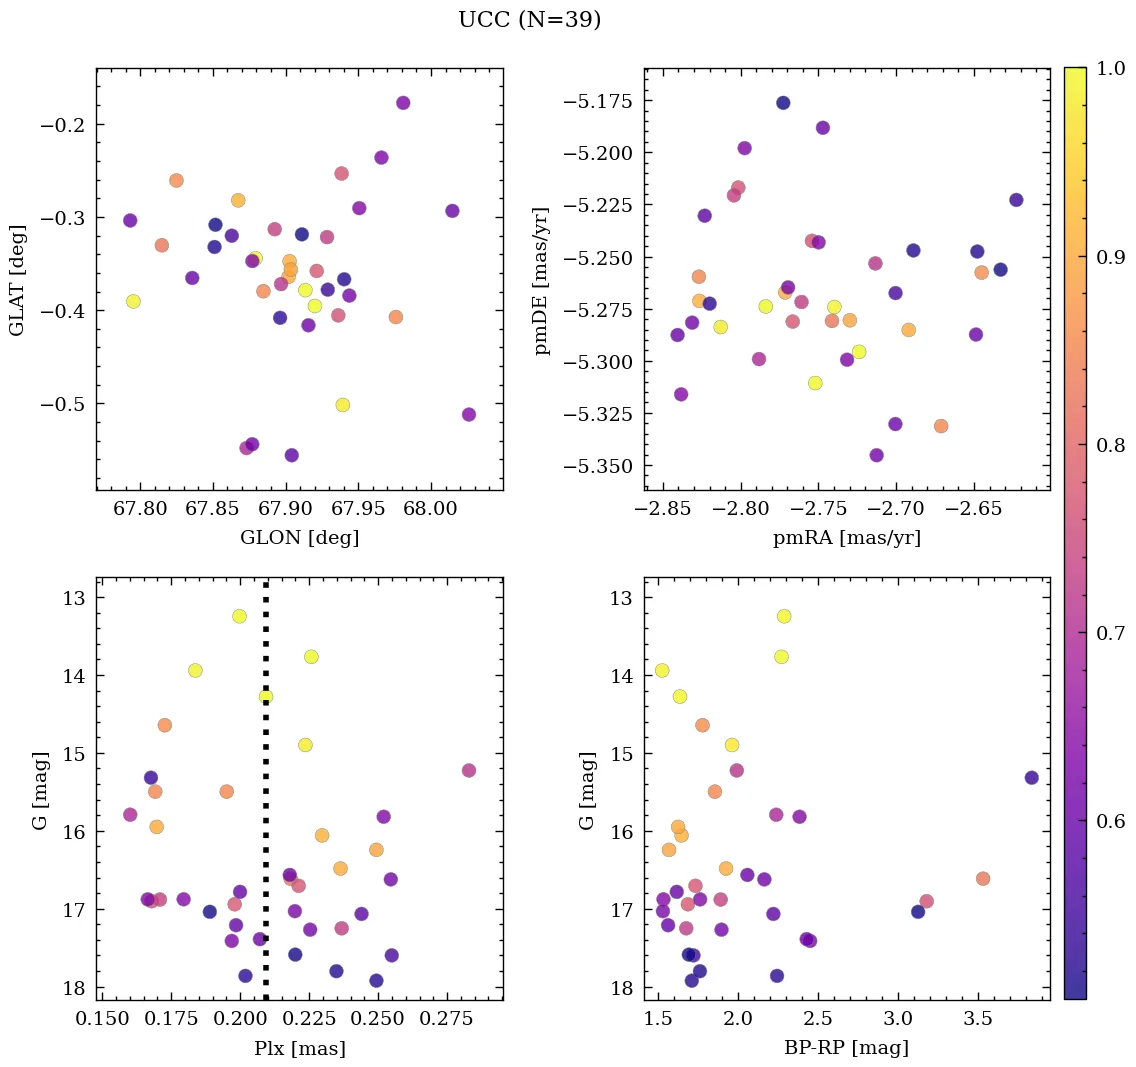 UCC (N=39)
−0.2
−0.3
−0.4
−0.5
GLAT [deg]
67.80 67.85 67.90 67.95 68.00
GLON [deg]
−5.175
−5.200
−5.225
−5.250
−5.275
−5.300
−5.325
−5.350
pmDE [mas/yr]
−2.85 −2.80 −2.75 −2.70 −2.65
pmRA [mas/yr]
1.0
0.9
0.8
0.7
0.6
13
14
15
16
17
18
G [mag]
0.150 0.175 0.200 0.225 0.250 0.275
Plx [mas]
13
14
15
16
17
18
G [mag]
1.5 2.0 2.5 3.0 3.5
BP-RP [mag]